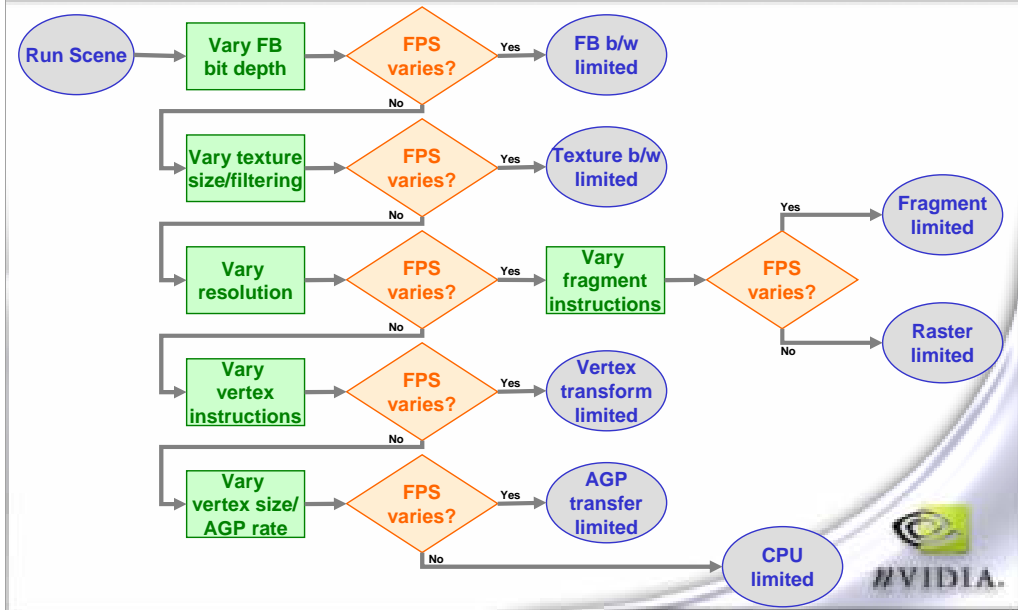 Run Scene
Vary FB
bit depth
FPS
varies?
Yes
FB b/w
limited
No
Vary texture
size/filtering
FPS
varies?
Yes
Texture b/w
limited
No
Vary
resolution
FPS
varies?
Yes
Vary
fragment
instructions
FPS
varies?
Yes
Fragment
limited
No
Raster
limited
No
Vary
vertex
instructions
FPS
varies?
Yes
Vertex
transform
limited
No
Vary
vertex size/
AGP rate
FPS
varies?
Yes
AGP
transfer
limited
No
CPU
limited
NVIDIA.